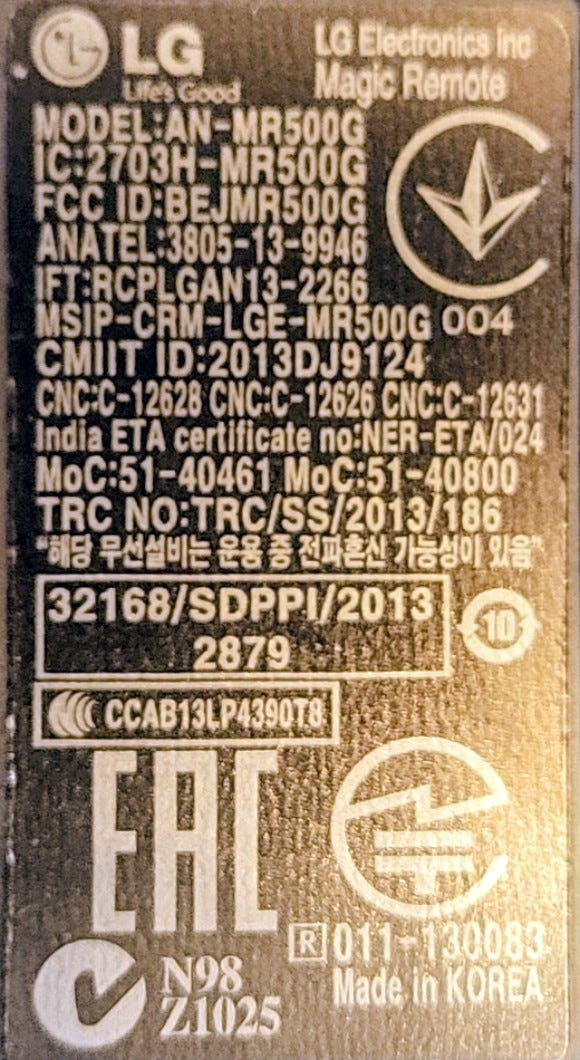 LG
Life's Good
LG Electronics Inc
Magic Remote
MODEL:AN-MR500G
IC:2703H-MR500G
FCC ID:BEJMR500G
ANATEL:3805-13-9946
IFT:RCPLGAN13-2266
MSIP-CRM-LGE-MR500G 004
CMIIT ID:2013DJ9124
CNC:C-12628 CNC:C-12626 CNC:C-12631
India ETA certificate no:NER-ETA/024
MoC:51-40461 MoC:51-40800
TRC NO:TRC/SS/2013/186
"해당 무선설비는 운용 중 전파혼신 가능성이 있음"
32168/SDPPI/2013
2879
10
CCAB13LP4390T8
EAC
R 011-130083
N98
Z1025
Made in KOREA